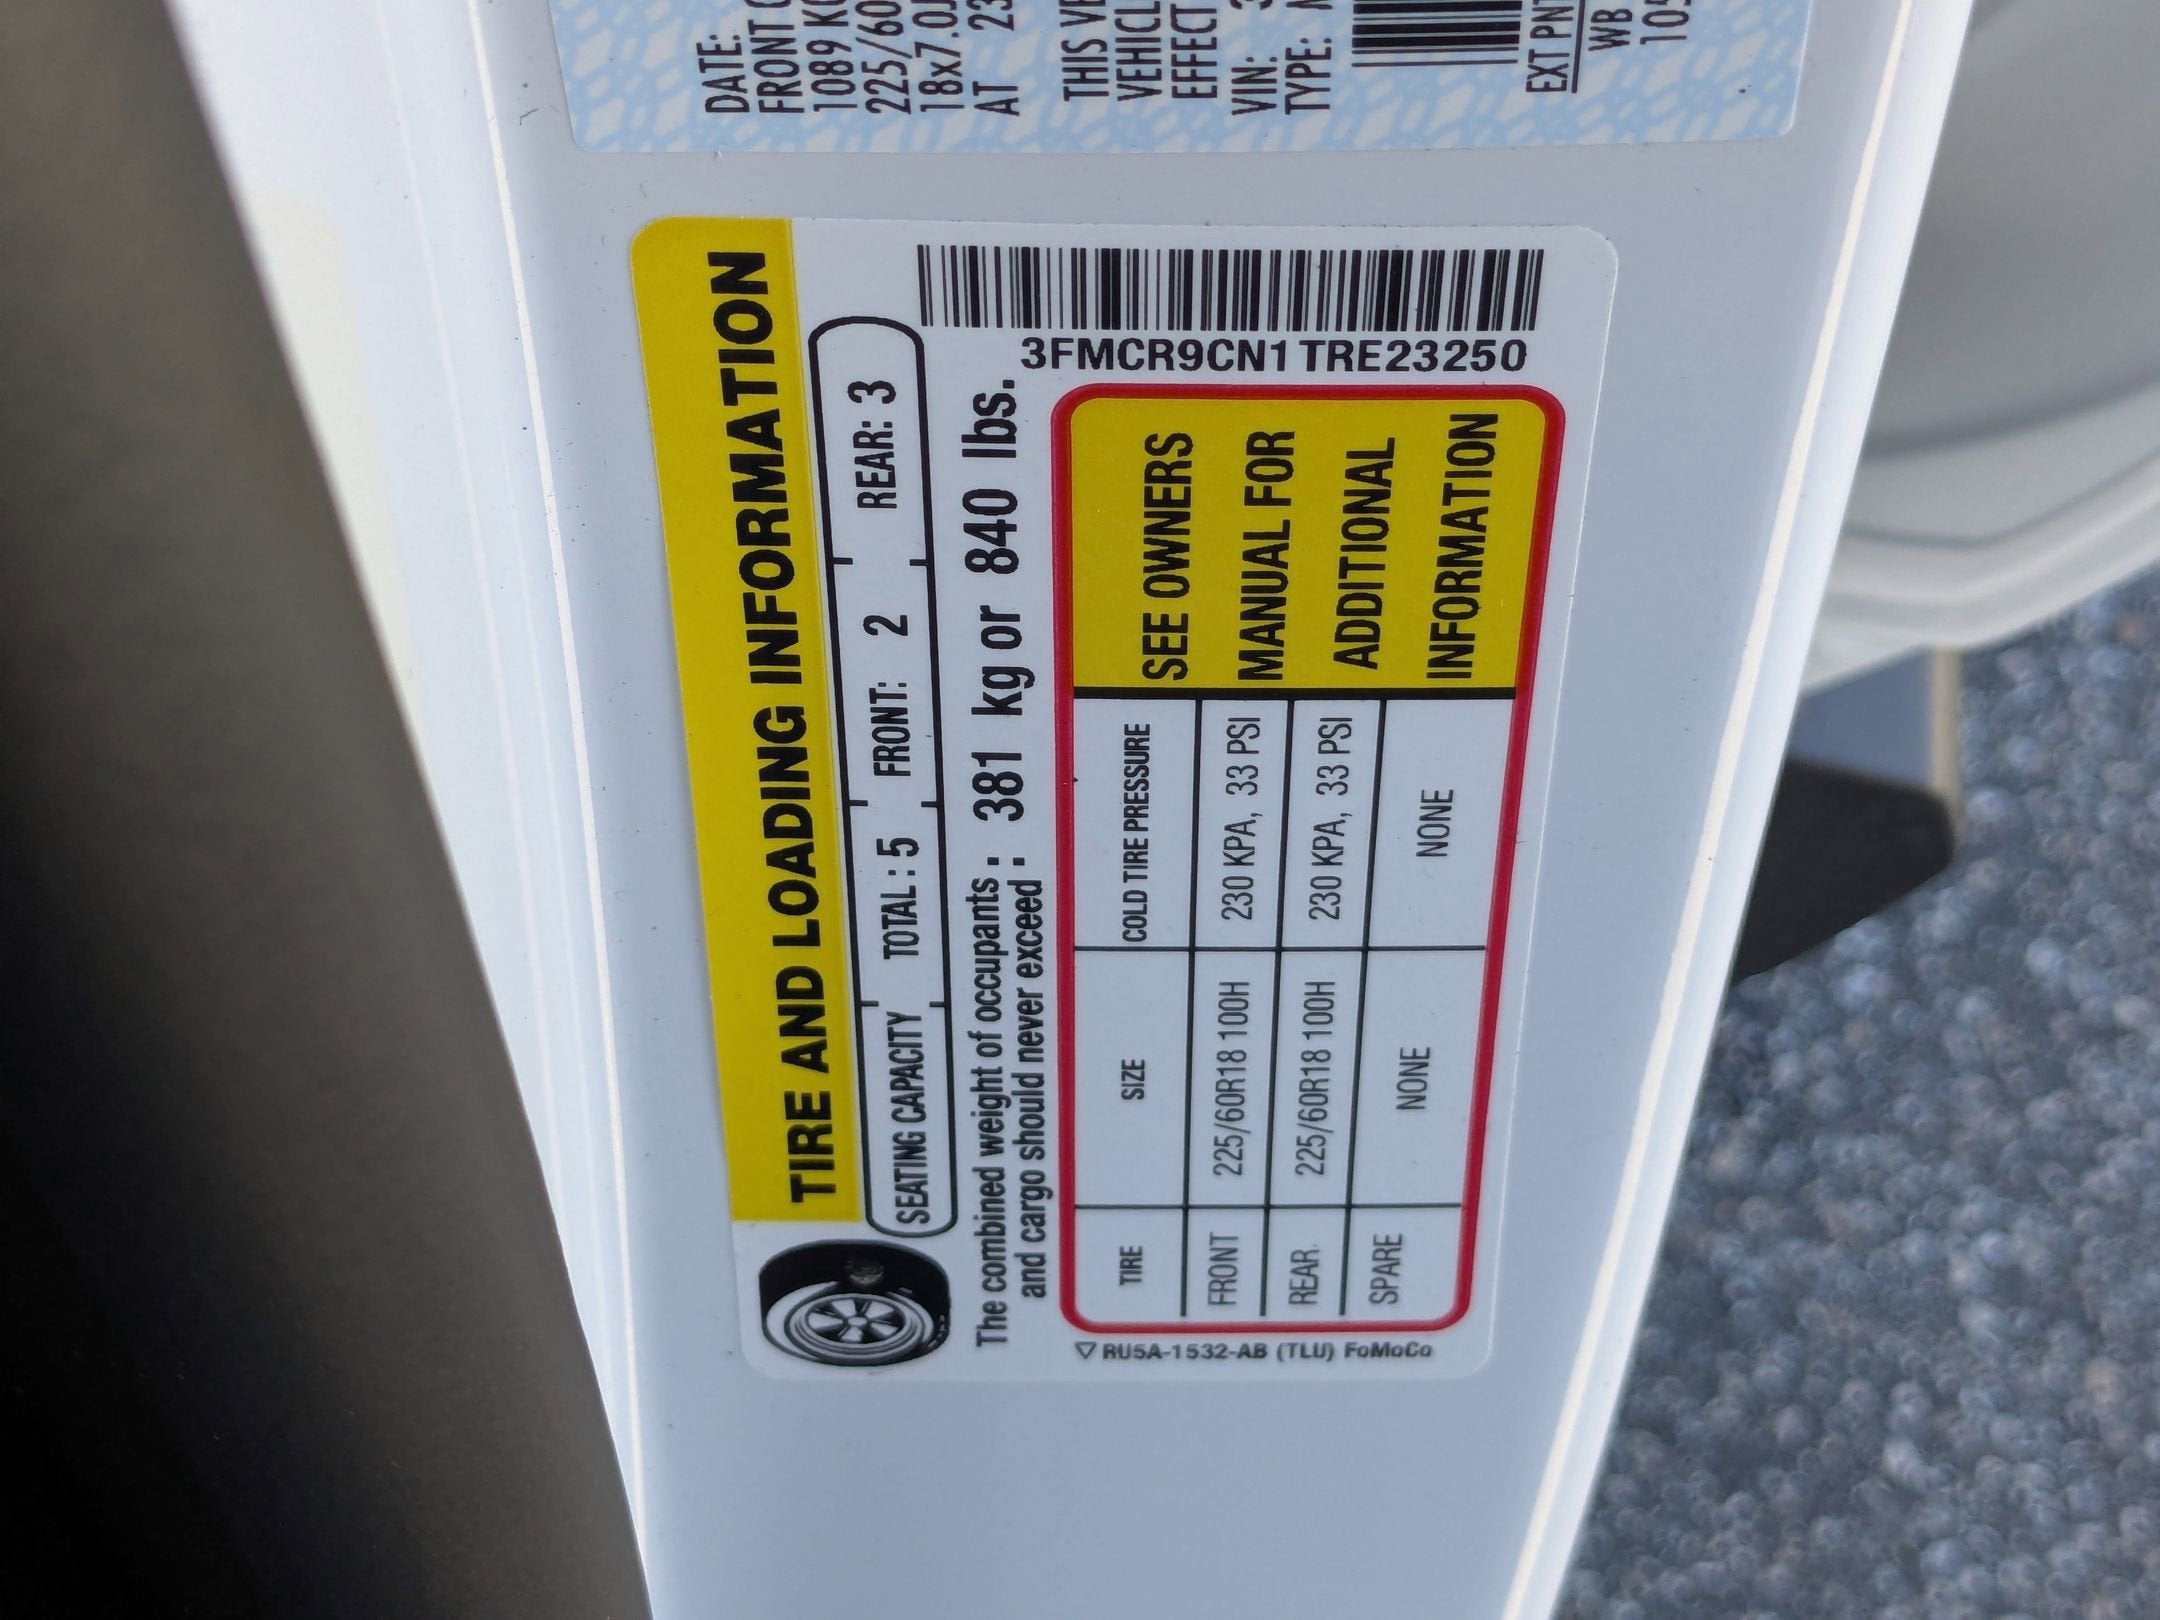 TIRE AND LOADING INFORMATION
SEATING CAPACITY TOTAL: 5 FRONT: 2 REAR: 3
The combined weight of occupants and cargo should never exceed : 381 kg or 840 lbs.
3FMCR9CN1TRE23250
TIRE SIZE COLD TIRE PRESSURE
FRONT 225/60R18 100H 230 KPA, 33 PSI
REAR 225/60R18 100H 230 KPA, 33 PSI
SPARE NONE NONE
SEE OWNERS
MANUAL FOR
ADDITIONAL
INFORMATION
RU5A-1532-AB (TLU) FoMoCo
DATE:
FRONT
1089
225/60
18x7.0J
AT 23
THIS
VEHICL
EFFECT
VIN: 3
TYPE:
EXT PNT
WB
105